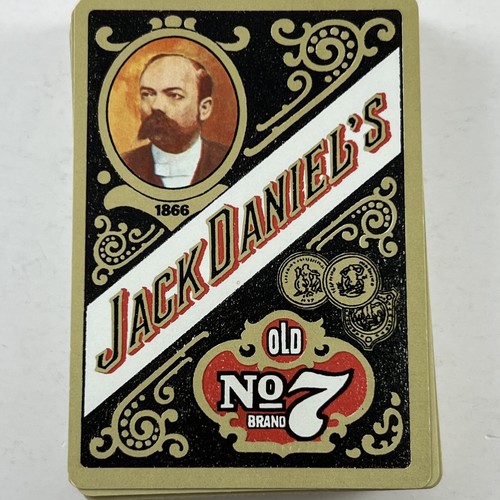 1866
JACK DANIEL'S
OLD
No 7
BRAND